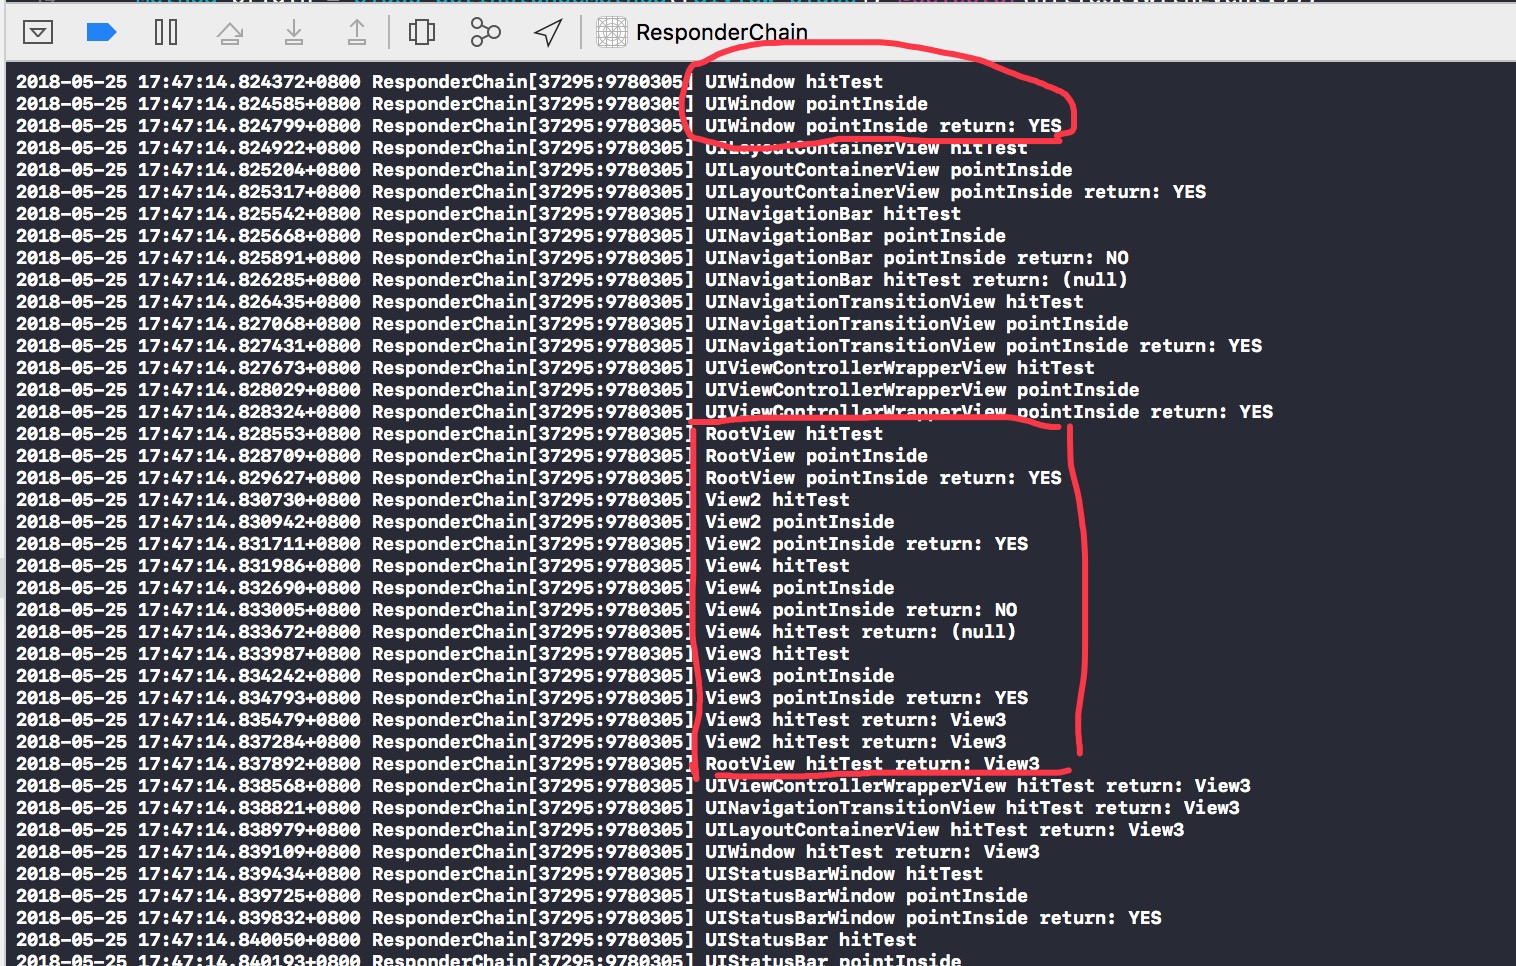 ResponderChain
2018-05-25 17:47:14.824372+0800 ResponderChain[37295:9780305] UIWindow hitTest
2018-05-25 17:47:14.824585+0800 ResponderChain[37295:9780305] UIWindow pointInside
2018-05-25 17:47:14.824799+0800 ResponderChain[37295:9780305] UIWindow pointInside return: YES
2018-05-25 17:47:14.824922+0800 ResponderChain[37295:9780305] UILayoutContainerView hitTest
2018-05-25 17:47:14.825204+0800 ResponderChain[37295:9780305] UILayoutContainerView pointInside
2018-05-25 17:47:14.825317+0800 ResponderChain[37295:9780305] UILayoutContainerView pointInside return: YES
2018-05-25 17:47:14.825542+0800 ResponderChain[37295:9780305] UINavigationBar hitTest
2018-05-25 17:47:14.825668+0800 ResponderChain[37295:9780305] UINavigationBar pointInside
2018-05-25 17:47:14.825891+0800 ResponderChain[37295:9780305] UINavigationBar pointInside return: NO
2018-05-25 17:47:14.826285+0800 ResponderChain[37295:9780305] UINavigationBar hitTest return: (null)
2018-05-25 17:47:14.826435+0800 ResponderChain[37295:9780305] UINavigationTransitionView hitTest
2018-05-25 17:47:14.827068+0800 ResponderChain[37295:9780305] UINavigationTransitionView pointInside
2018-05-25 17:47:14.827431+0800 ResponderChain[37295:9780305] UINavigationTransitionView pointInside return: YES
2018-05-25 17:47:14.827673+0800 ResponderChain[37295:9780305] UIViewControllerWrapperView hitTest
2018-05-25 17:47:14.828029+0800 ResponderChain[37295:9780305] UIViewControllerWrapperView pointInside
2018-05-25 17:47:14.828324+0800 ResponderChain[37295:9780305] UIViewControllerWrapperView pointInside return: YES
2018-05-25 17:47:14.828553+0800 ResponderChain[37295:9780305] RootView hitTest
2018-05-25 17:47:14.828709+0800 ResponderChain[37295:9780305] RootView pointInside
2018-05-25 17:47:14.829627+0800 ResponderChain[37295:9780305] RootView pointInside return: YES
2018-05-25 17:47:14.830730+0800 ResponderChain[37295:9780305] View2 hitTest
2018-05-25 17:47:14.830942+0800 ResponderChain[37295:9780305] View2 pointInside
2018-05-25 17:47:14.831711+0800 ResponderChain[37295:9780305] View2 pointInside return: YES
2018-05-25 17:47:14.831986+0800 ResponderChain[37295:9780305] View4 hitTest
2018-05-25 17:47:14.832690+0800 ResponderChain[37295:9780305] View4 pointInside
2018-05-25 17:47:14.833005+0800 ResponderChain[37295:9780305] View4 pointInside return: NO
2018-05-25 17:47:14.833672+0800 ResponderChain[37295:9780305] View4 hitTest return: (null)
2018-05-25 17:47:14.833987+0800 ResponderChain[37295:9780305] View3 hitTest
2018-05-25 17:47:14.834242+0800 ResponderChain[37295:9780305] View3 pointInside
2018-05-25 17:47:14.834793+0800 ResponderChain[37295:9780305] View3 pointInside return: YES
2018-05-25 17:47:14.835479+0800 ResponderChain[37295:9780305] View3 hitTest return: View3
2018-05-25 17:47:14.837284+0800 ResponderChain[37295:9780305] View2 hitTest return: View3
2018-05-25 17:47:14.837892+0800 ResponderChain[37295:9780305] RootView hitTest return: View3
2018-05-25 17:47:14.838568+0800 ResponderChain[37295:9780305] UIViewControllerWrapperView hitTest return: View3
2018-05-25 17:47:14.838821+0800 ResponderChain[37295:9780305] UINavigationTransitionView hitTest return: View3
2018-05-25 17:47:14.838979+0800 ResponderChain[37295:9780305] UILayoutContainerView hitTest return: View3
2018-05-25 17:47:14.839109+0800 ResponderChain[37295:9780305] UIWindow hitTest return: View3
2018-05-25 17:47:14.839434+0800 ResponderChain[37295:9780305] UIStatusBarWindow hitTest
2018-05-25 17:47:14.839725+0800 ResponderChain[37295:9780305] UIStatusBarWindow pointInside
2018-05-25 17:47:14.839832+0800 ResponderChain[37295:9780305] UIStatusBarWindow pointInside return: YES
2018-05-25 17:47:14.840050+0800 ResponderChain[37295:9780305] UIStatusBar hitTest
2018-05-25 17:47:14.840193+0800 ResponderChain[37295:9780305] UIStatusBar pointInside